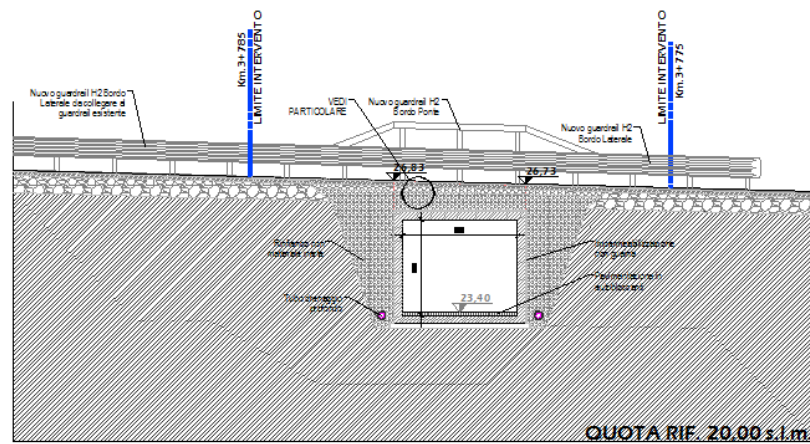 Km.3+785
LIMITE INTERVENTO
Km.3+775
LIMITE INTERVENTO
Nuovo guardrail H2 Bordo
Laterale da collegare al
guardrail esistente
VEDI
PARTICOLARE
Nuovo guardrail H2
Bordo Ponte
Nuovo guardrail H2
Bordo Laterale
26,83
26,73
Rinfianco con
materiale inerte
Impermeabilizzazione
con guaina
Pavimentazione in
Tubo drenaggio
profondo
23,40
QUOTA RIF. 20,00 s.l.m